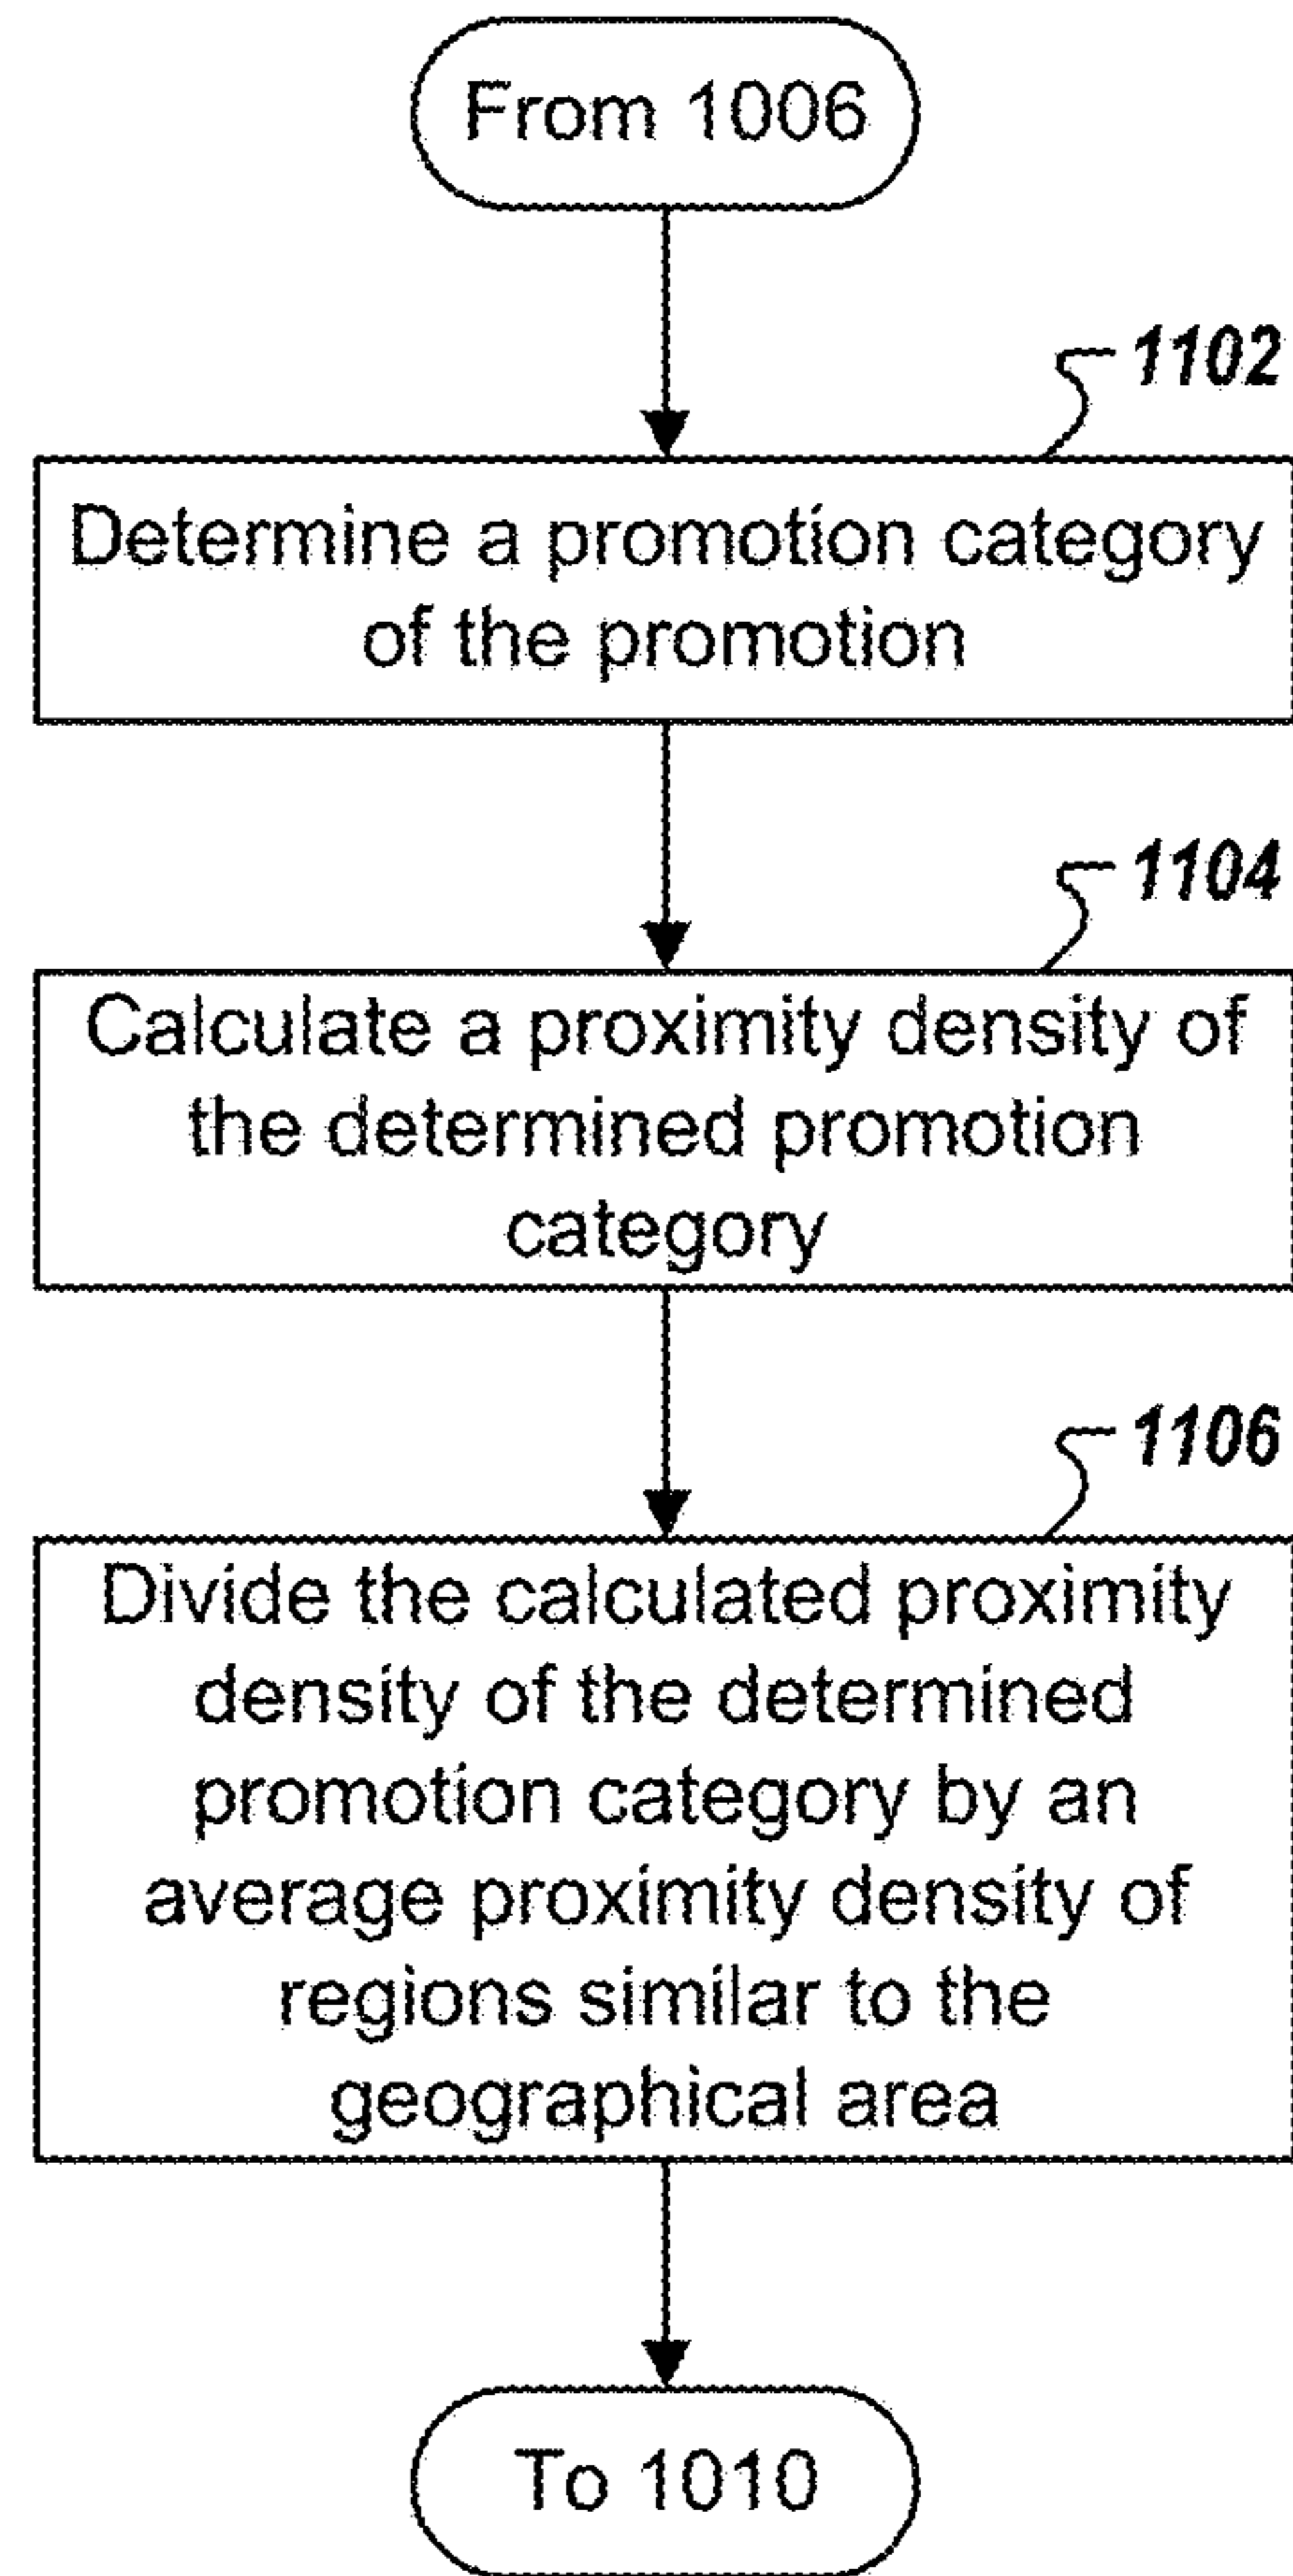 From 1006
1102
Determine a promotion category
of the promotion
1104
Calculate a proximity density of
the determined promotion
category
1106
Divide the calculated proximity
density of the determined
promotion category by an
average proximity density of
regions similar to the
geographical area
To 1010